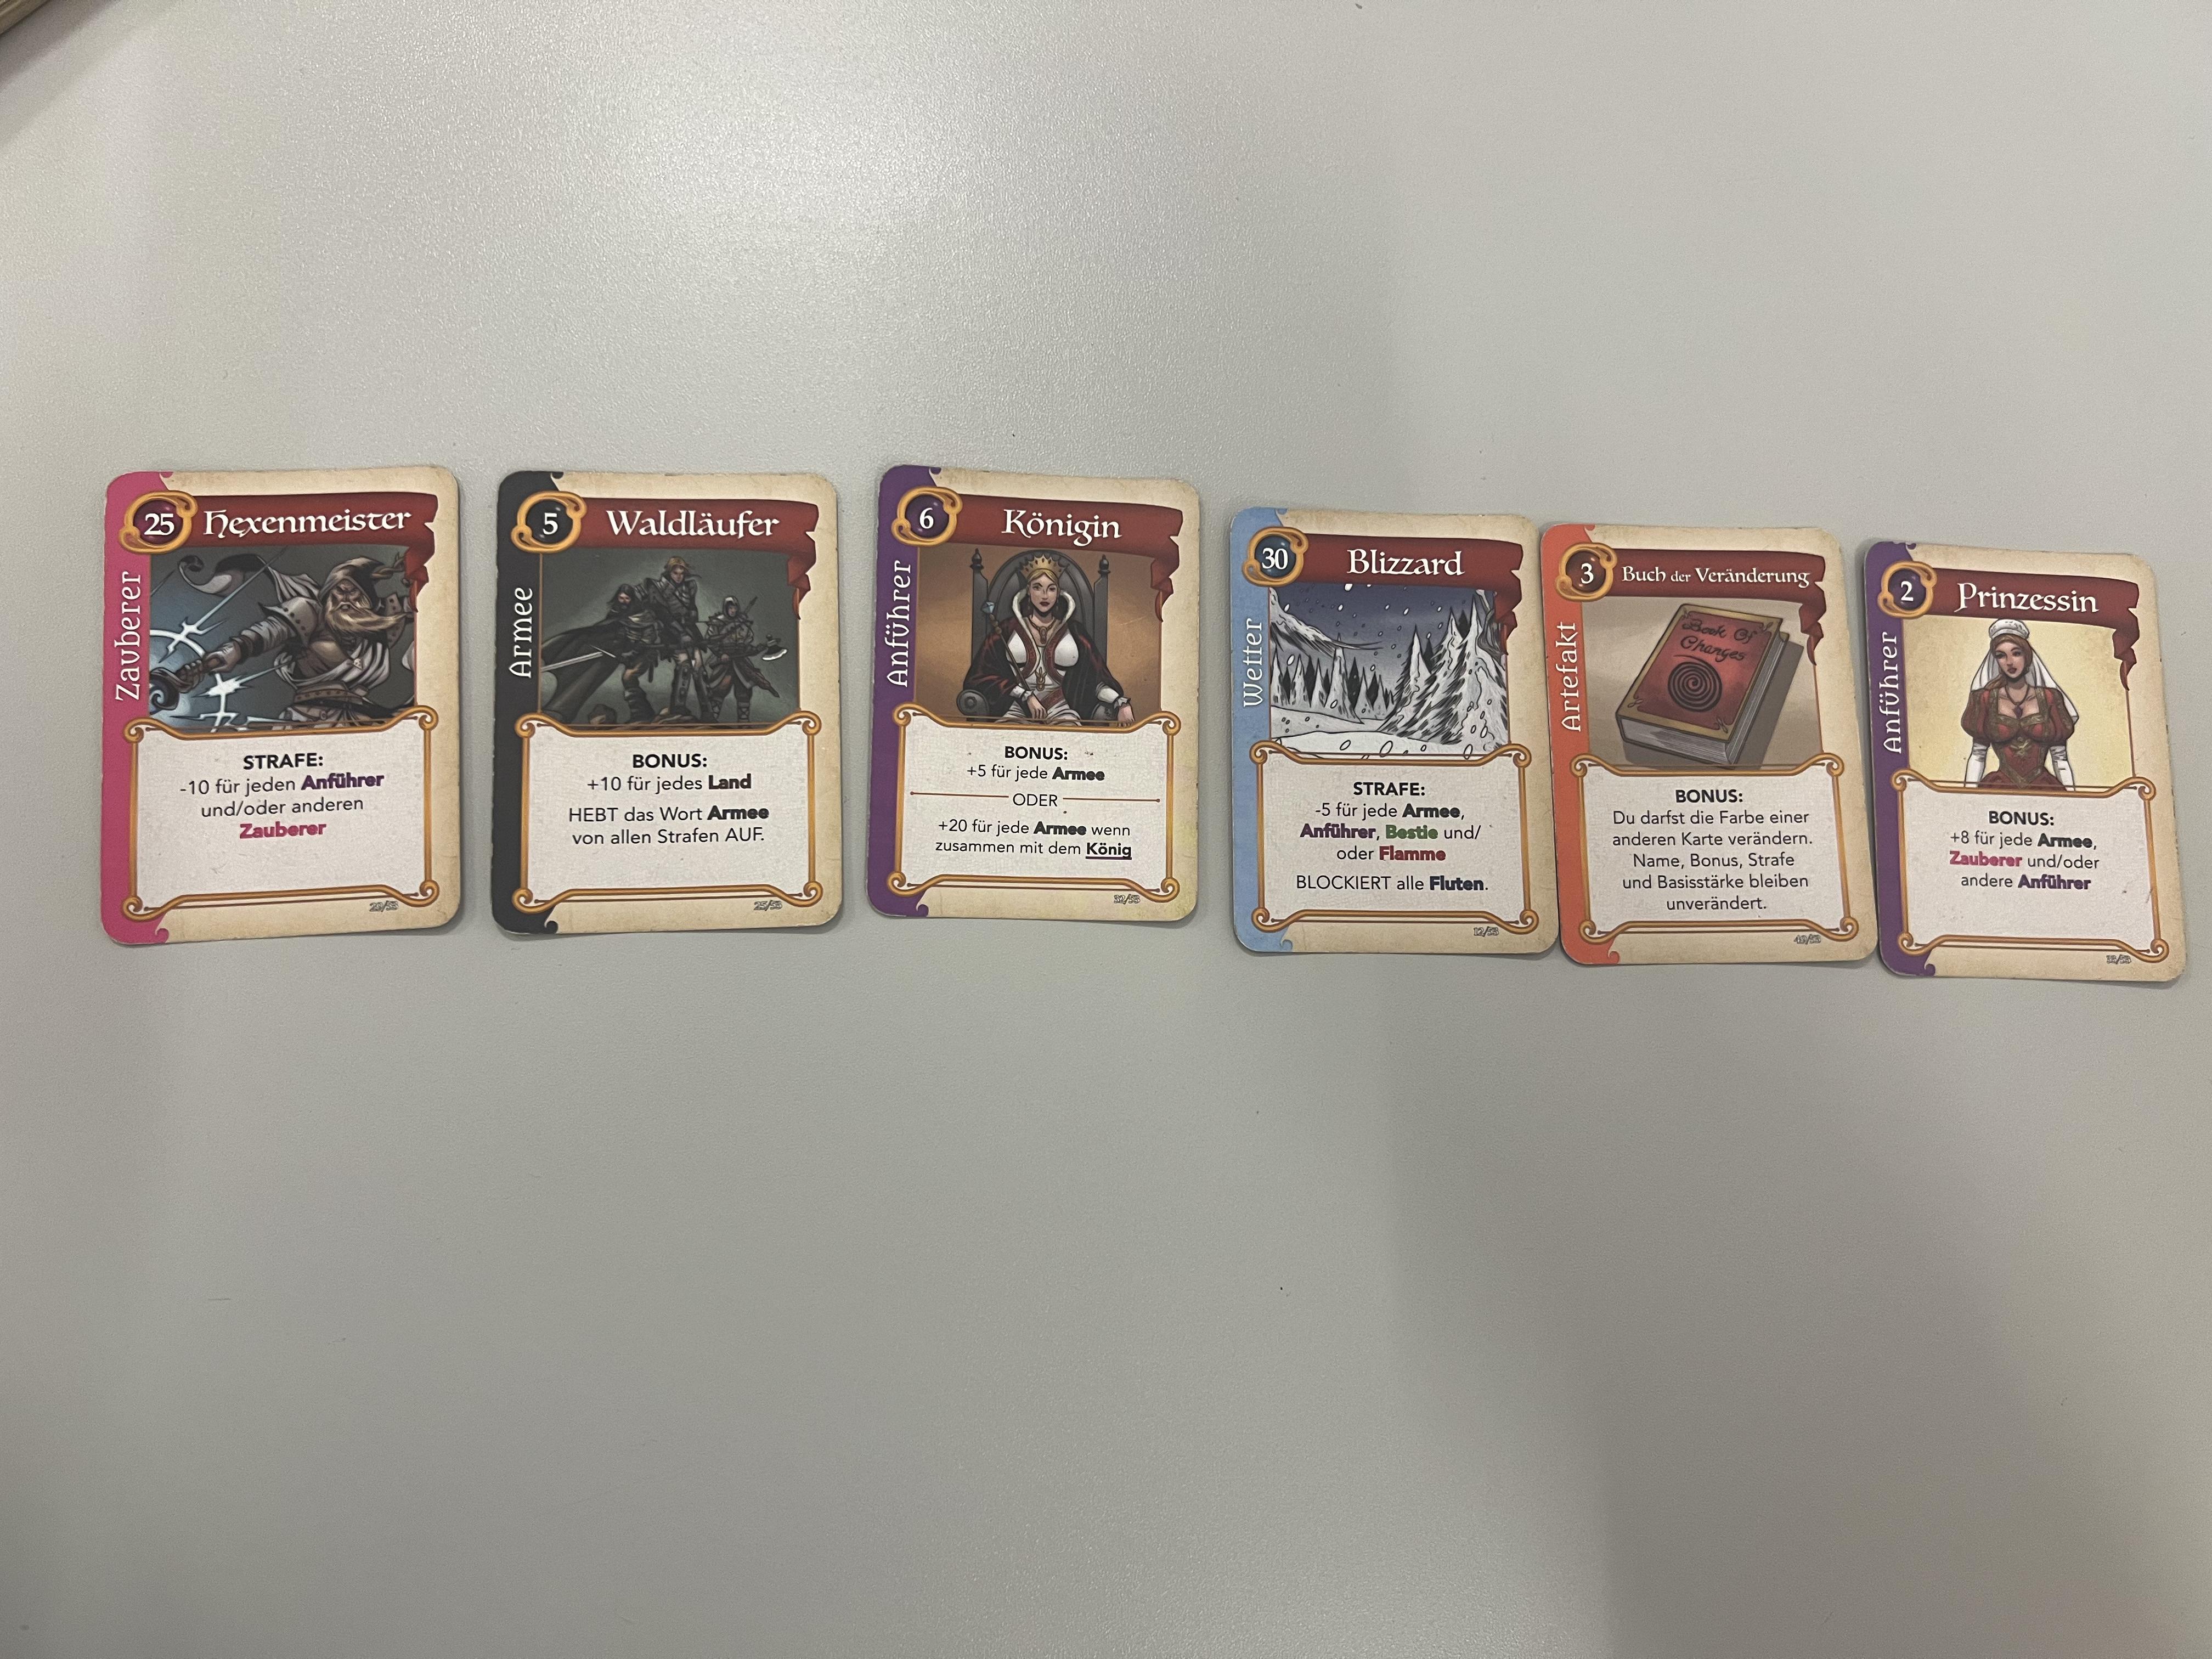 25 Hexenmeister
Zauberer
STRAFE:
-10 für jeden Anführer
und/oder anderen
Zauberer
5 Waldläufer
Armee
BONUS:
+10 für jedes Land
HEBT das Wort Armee
von allen Strafen AUF.
25/53
6 Königin
Anführer
BONUS:
+5 für jede Armee
ODER
+20 für jede Armee wenn
zusammen mit dem König
30 Blizzard
Wetter
STRAFE:
-5 für jede Armee,
Anführer, Bestie und/
oder Flamme
BLOCKIERT alle Fluten.
12/53
3 Buch der Veränderung
Artefakt
Book Of
Changes
BONUS:
Du darfst die Farbe einer
anderen Karte verändern.
Name, Bonus, Strafe
und Basisstärke bleiben
unverändert.
2 Prinzessin
Anführer
BONUS:
+8 für jede Armee,
Zauberer und/oder
andere Anführer